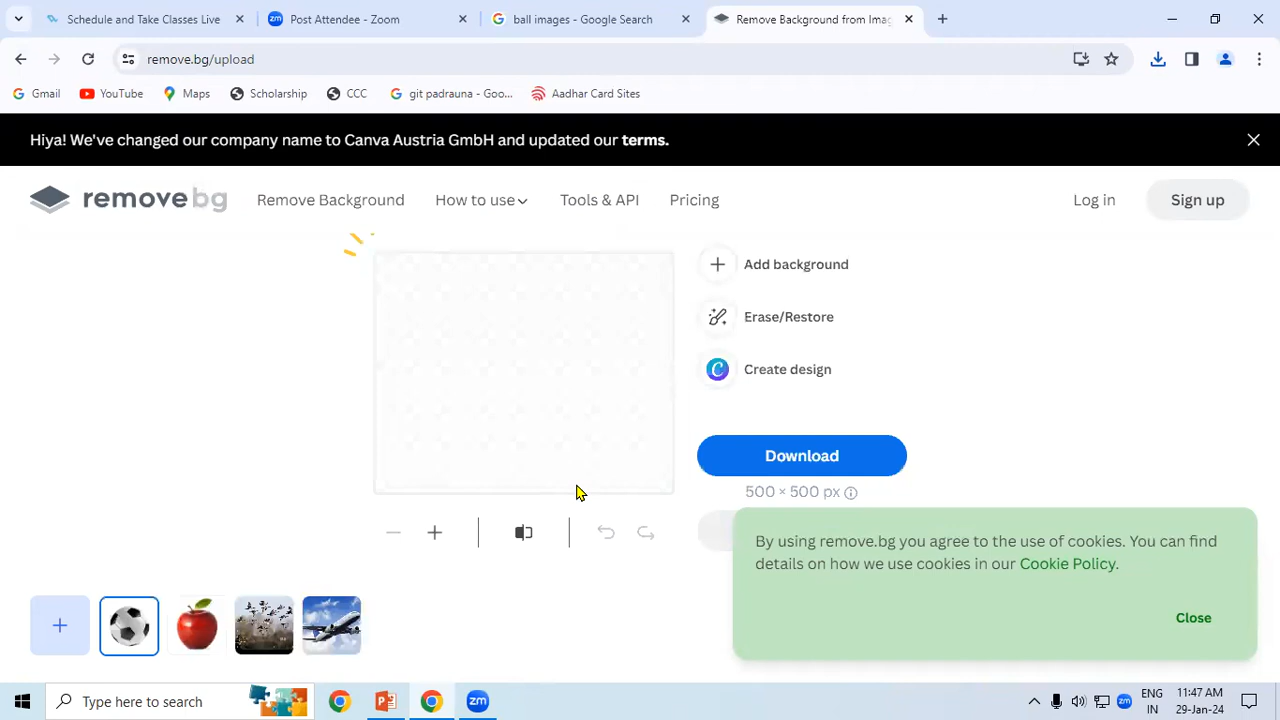 Schedule and Take Classes Live
Post Attendee - Zoom
ball images - Google Search
Remove Background from Imag
remove.bg/upload
Gmail
YouTube
Maps
Scholarship
CCC
git padrauna - Goo...
Aadhar Card Sites
Hiya! We've changed our company name to Canva Austria GmbH and updated our terms.
removebg
Remove Background
How to use
Tools & API
Pricing
Log in
Sign up
Add background
Erase/Restore
Create design
Download
500 × 500 px
By using remove.bg you agree to the use of cookies. You can find
details on how we use cookies in our Cookie Policy.
Close
Type here to search
ENG
IN
11:47 AM
29-Jan-24